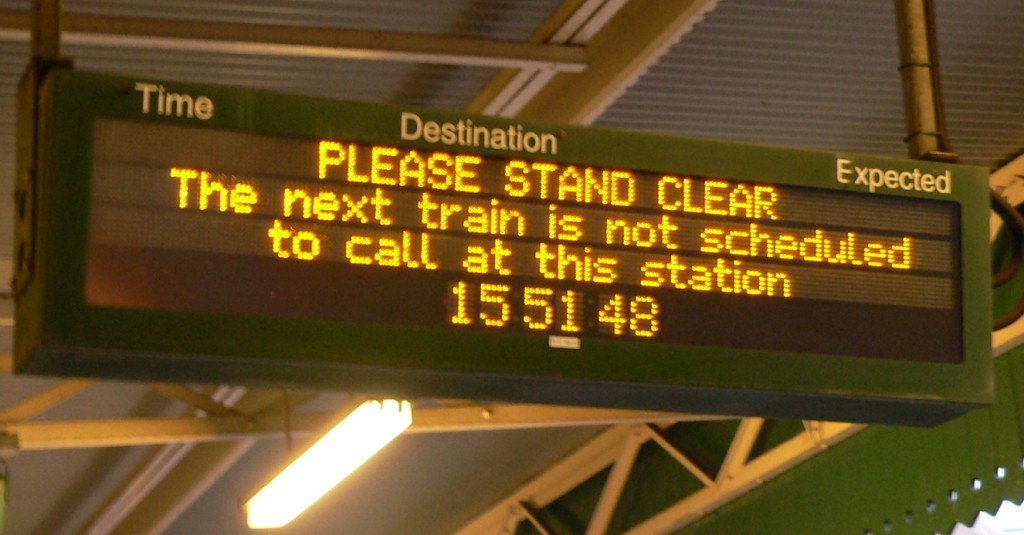 Time Destination Expected
PLEASE STAND CLEAR
The next train is not scheduled
to call at this station
15 51 48